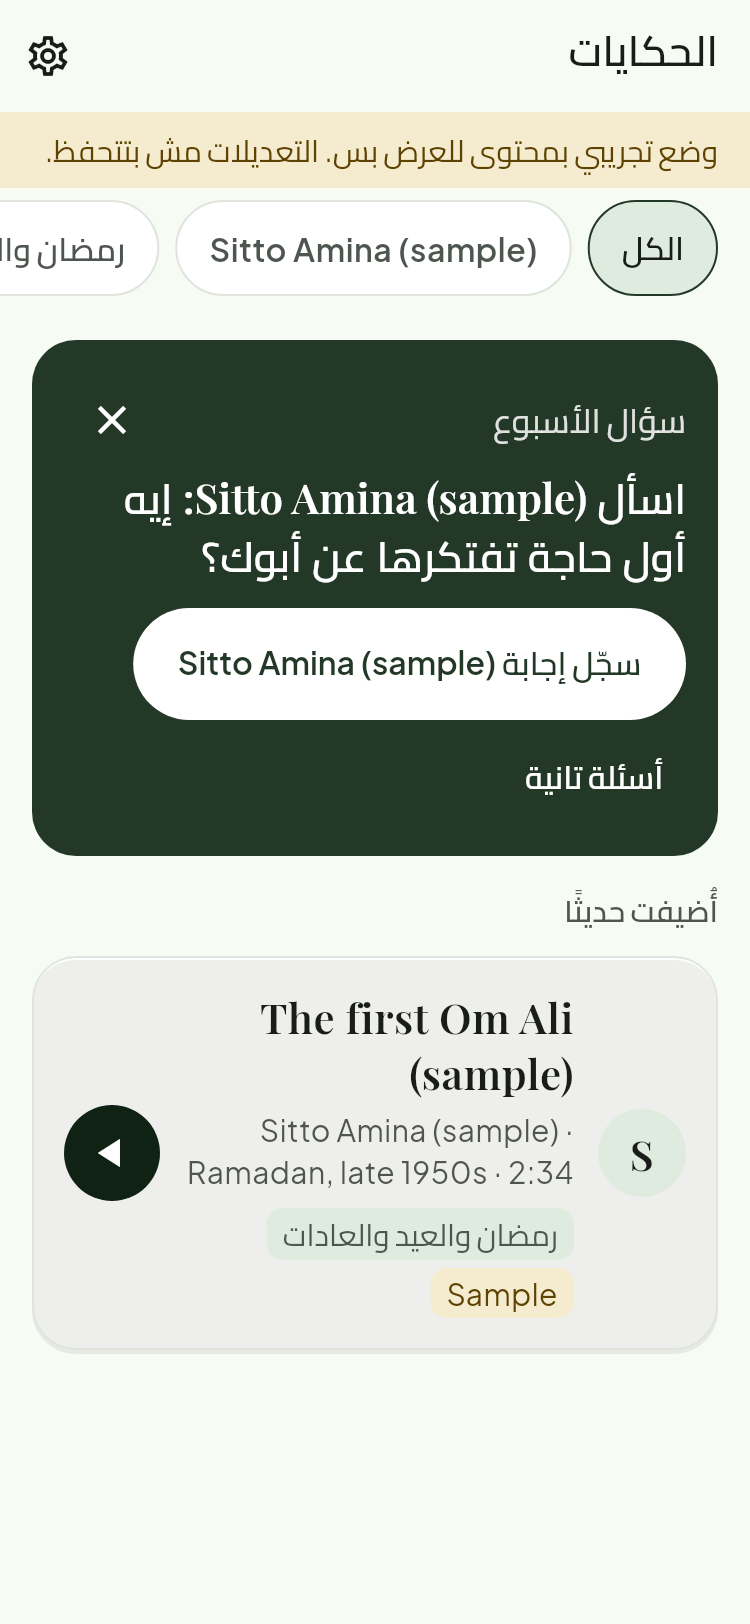 الحكايات
وضع تجريبي بمحتوى للعرض بس. التعديلات مش بتتحفظ.
الكل
Sitto Amina (sample)
رمضان وال
سؤال الأسبوع
اسأل Sitto Amina (sample): إيه
أول حاجة تفتكرها عن أبوك؟
سجّل إجابة Sitto Amina (sample)
أسئلة تانية
أُضيفت حديثًا
The first Om Ali
(sample)
Sitto Amina (sample) ·
Ramadan, late 1950s · 2:34
S
رمضان والعيد والعادات
Sample